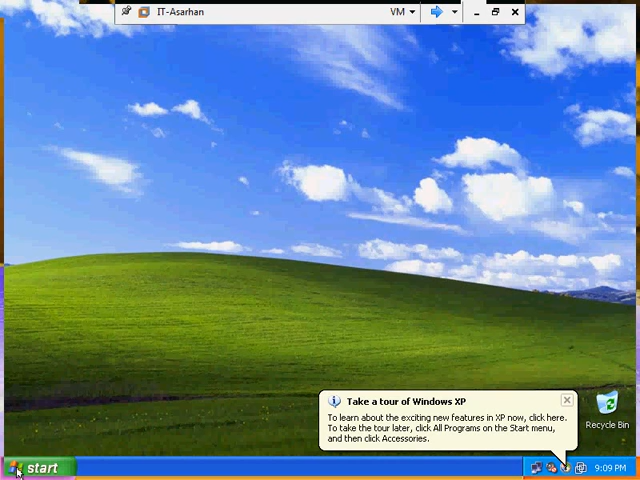 IT-Asarhan
VM
Take a tour of Windows XP
To learn about the exciting new features in XP now, click here.
To take the tour later, click All Programs on the Start menu,
and then click Accessories.
Recycle Bin
start
9:09 PM